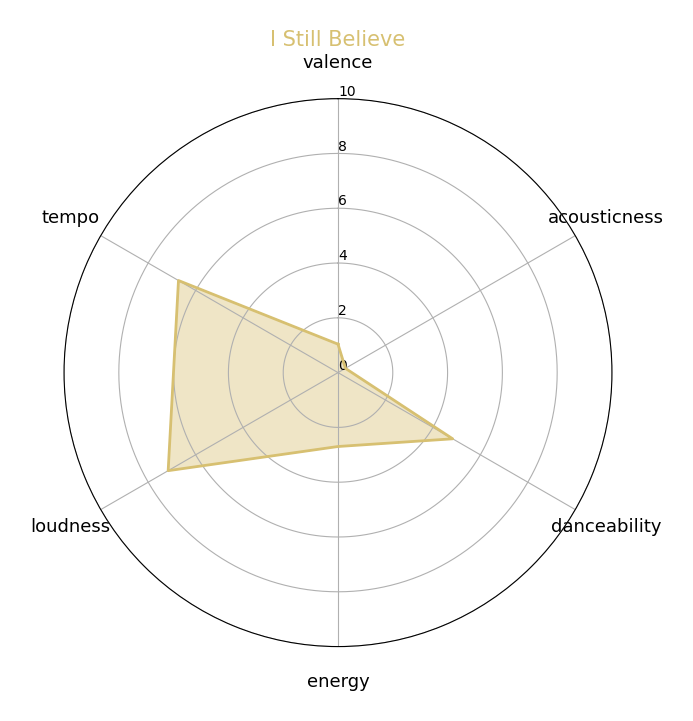 I Still Believe
valence
10
8
tempo
6
acousticness
4
2
0
loudness
danceability
energy